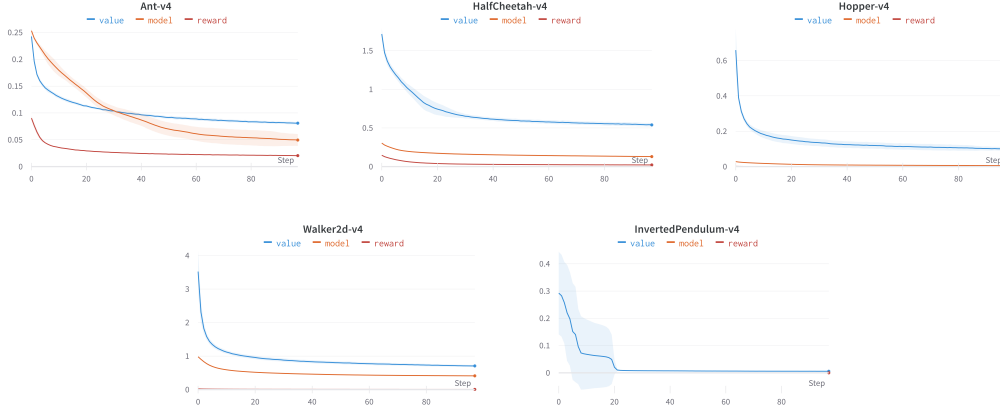 Ant-v4
value model reward
0.25
0.2
0.15
0.1
0.05
0
Step
0 20 40 60 80
HalfCheetah-v4
value model reward
1.5
1
0.5
0
Step
0 20 40 60 80
Hopper-v4
value model reward
0.6
0.4
0.2
0
Step
0 20 40 60 80
Walker2d-v4
value model reward
4
3
2
1
0
Step
0 20 40 60 80
InvertedPendulum-v4
value model reward
0.4
0.3
0.2
0.1
0
Step
0 20 40 60 80